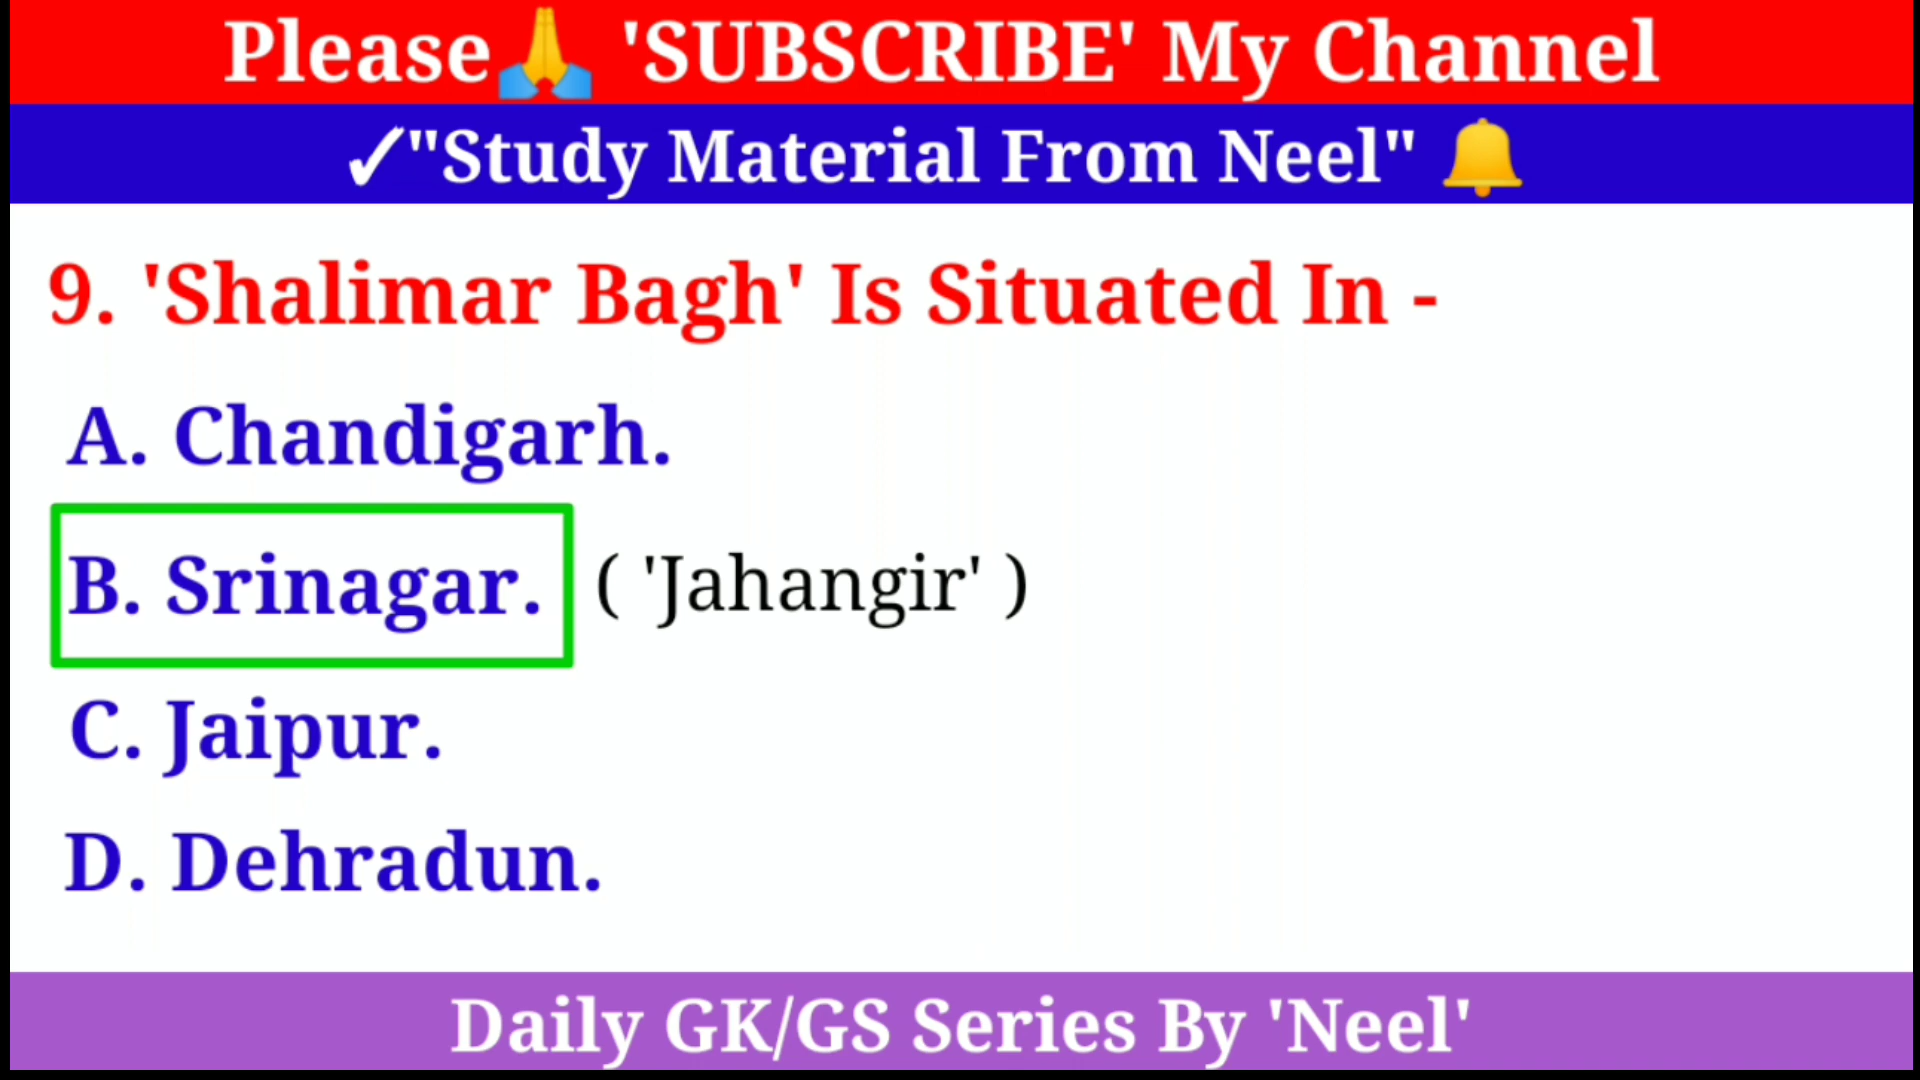 Please🙏 'SUBSCRIBE' My Channel
✓"Study Material From Neel" 🔔
9. 'Shalimar Bagh' Is Situated In -
A. Chandigarh.
B. Srinagar. ( 'Jahangir' )
C. Jaipur.
D. Dehradun.
Daily GK/GS Series By 'Neel'